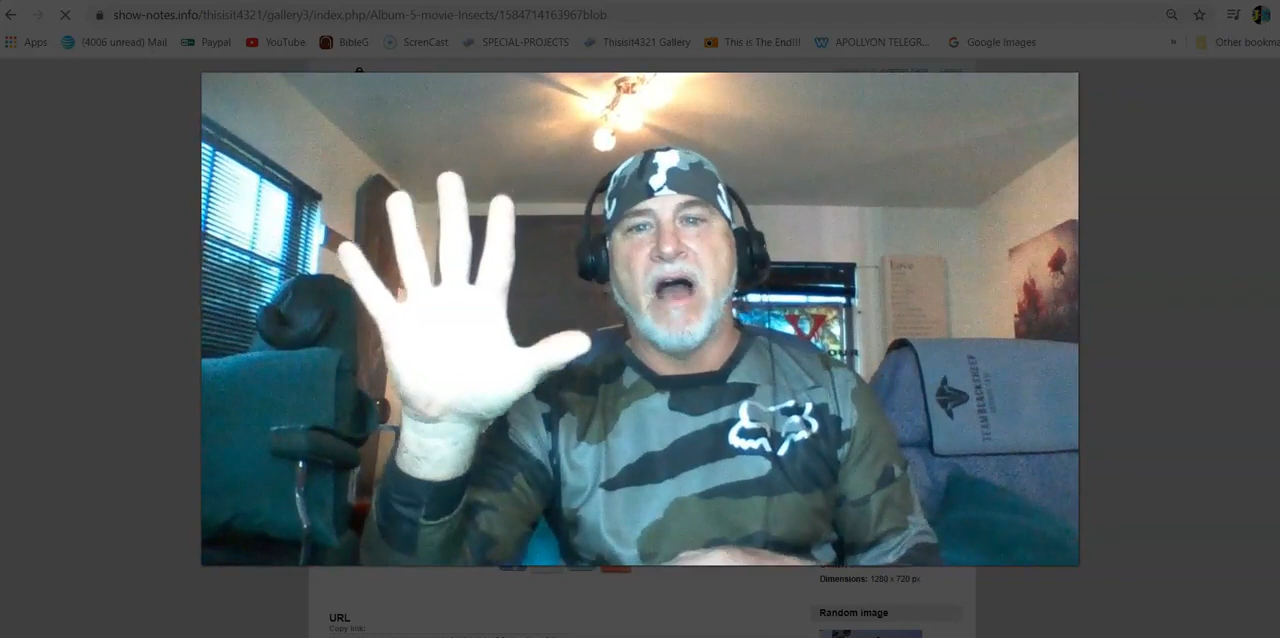 show-notes.info/thisisit4321/gallery3/index.php/Album-5-movie-Insects/1584714163967blob
Apps (4006 unread) Mail Paypal YouTube BibleG ScrenCast SPECIAL-PROJECTS Thisisit4321 Gallery This is The End!!! APOLLYON TELEGR... Google Images » Other bookma
Love
OUR
TEAMBLACKSHEEP
Dimensions: 1280 x 720 px
URL
Copy link:
Random image